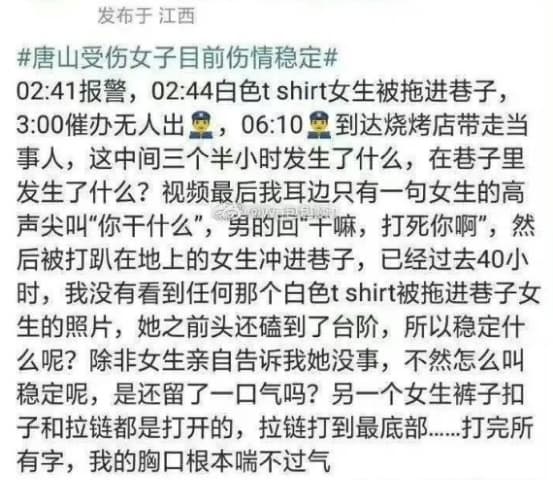 发布于 江西
#唐山受伤女子目前伤情稳定#
02:41报警，02:44白色t shirt女生被拖进巷子，
3:00催办无人出👮，06:10👮到达烧烤店带走当
事人，这中间三个半小时发生了什么，在巷子里
发生了什么？视频最后我耳边只有一句女生的高
声尖叫“你干什么”，男的回“干嘛，打死你啊”，然
后被打趴在地上的女生冲进巷子，已经过去40小
时，我没有看到任何那个白色t shirt被拖进巷子女
生的照片，她之前头还磕到了台阶，所以稳定什
么呢？除非女生亲自告诉我她没事，不然怎么叫
稳定呢，是还留了一口气吗？另一个女生裤子扣
子和拉链都是打开的，拉链打到最底部……打完所
有字，我的胸口根本喘不过气